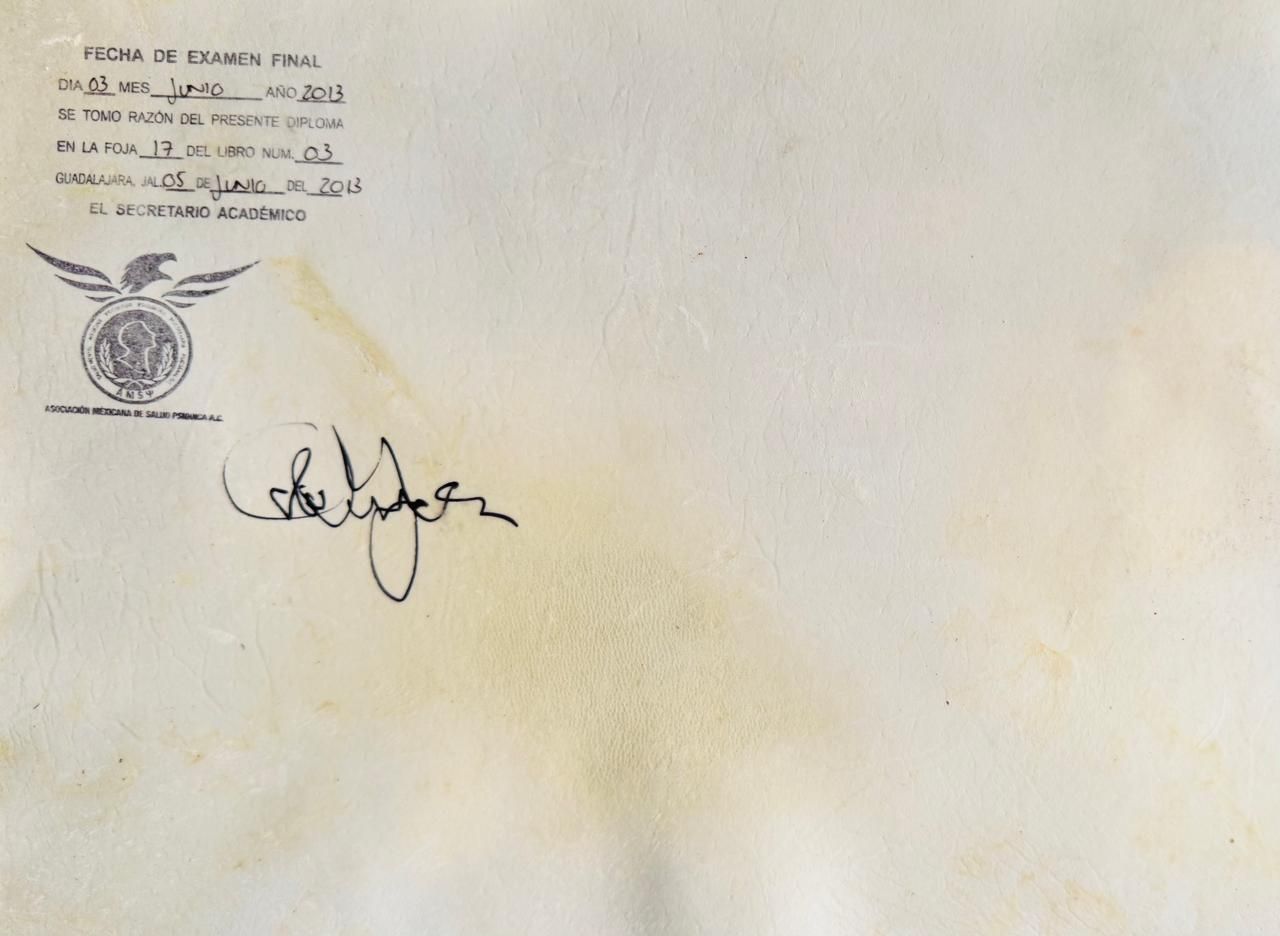 FECHA DE EXAMEN FINAL
DIA 03 MES JUNIO AÑO 2013
SE TOMO RAZÓN DEL PRESENTE DIPLOMA
EN LA FOJA 17 DEL LIBRO NUM. 03
GUADALAJARA, JAL. 05 DE JUNIO DEL 2013
EL SECRETARIO ACADÉMICO
AMSΨ
ASOCIACIÓN MEXICANA DE SALUD PSÍQUICA A.C.